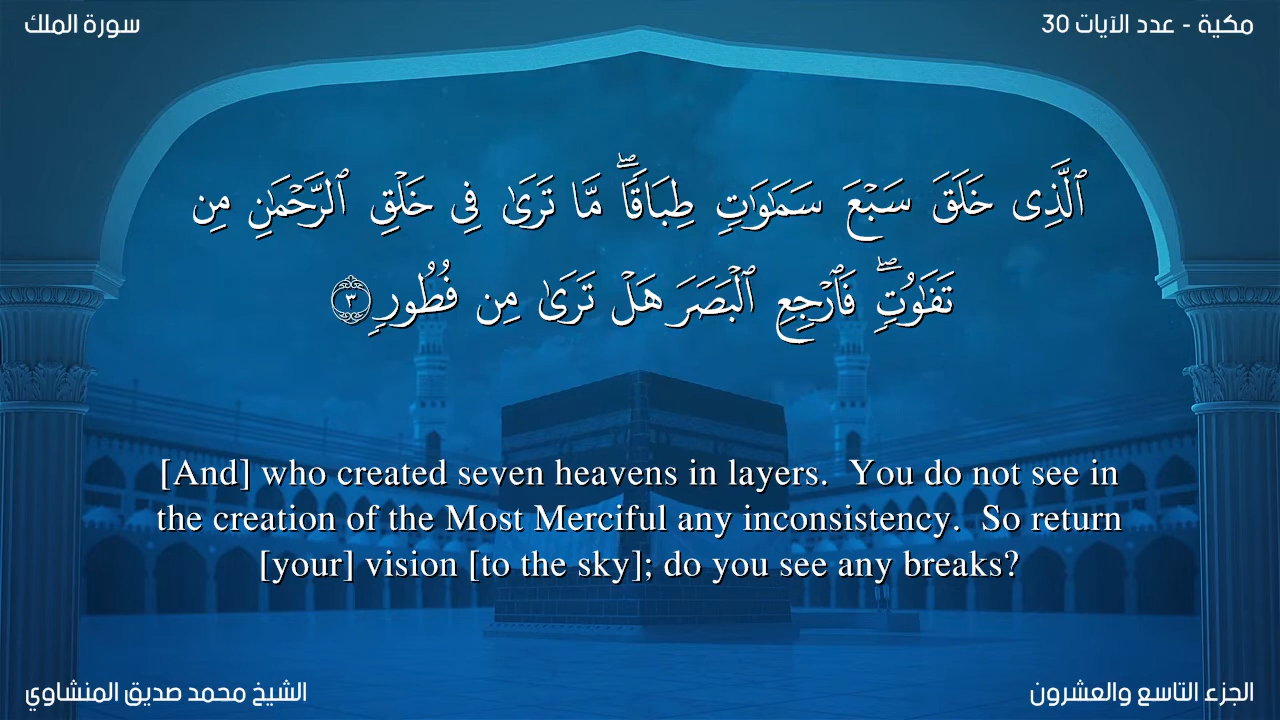 سورة الملك
مكية - عدد الآيات 30
ٱلَّذِى خَلَقَ سَبْعَ سَمَٰوَٰتٍ طِبَاقًا ۖ مَّا تَرَىٰ فِى خَلْقِ ٱلرَّحْمَٰنِ مِن
تَفَٰوُتٍ ۖ فَٱرْجِعِ ٱلْبَصَرَ هَلْ تَرَىٰ مِن فُطُورٍ ٣
[And] who created seven heavens in layers.  You do not see in
the creation of the Most Merciful any inconsistency.  So return
[your] vision [to the sky]; do you see any breaks?
الشيخ محمد صديق المنشاوي
الجزء التاسع والعشرون